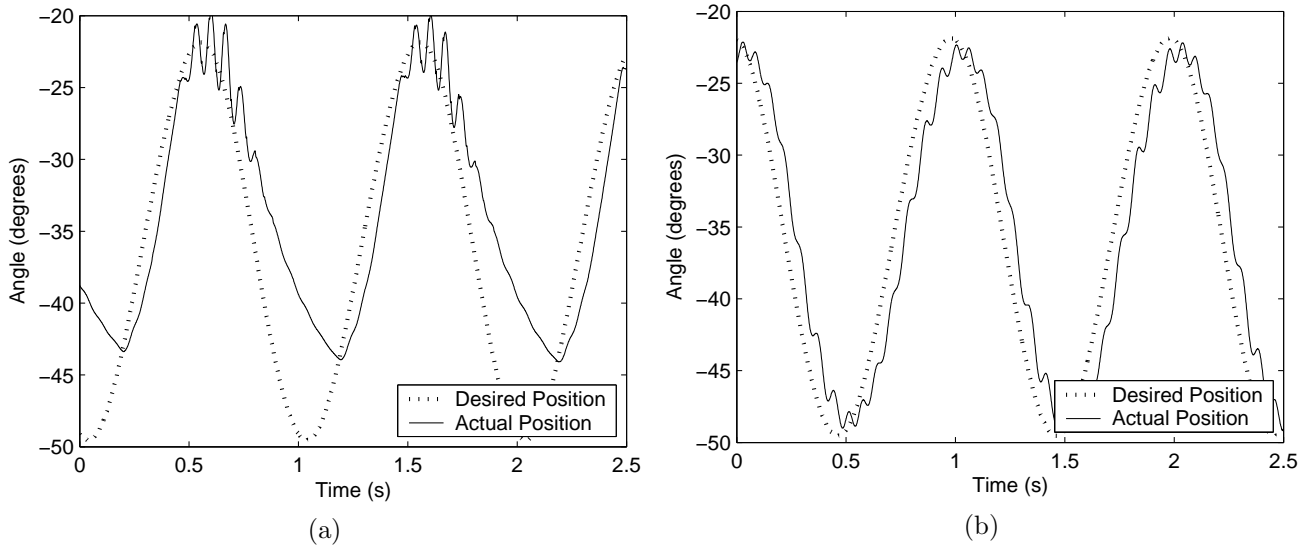 −20
−25
−30
−35
−40
−45
−50
Angle (degrees)
0
0.5
1
1.5
2
2.5
Time (s)
Desired Position
Actual Position
(a)
−20
−25
−30
−35
−40
−45
−50
Angle (degrees)
0
0.5
1
1.5
2
2.5
Time (s)
Desired Position
Actual Position
(b)